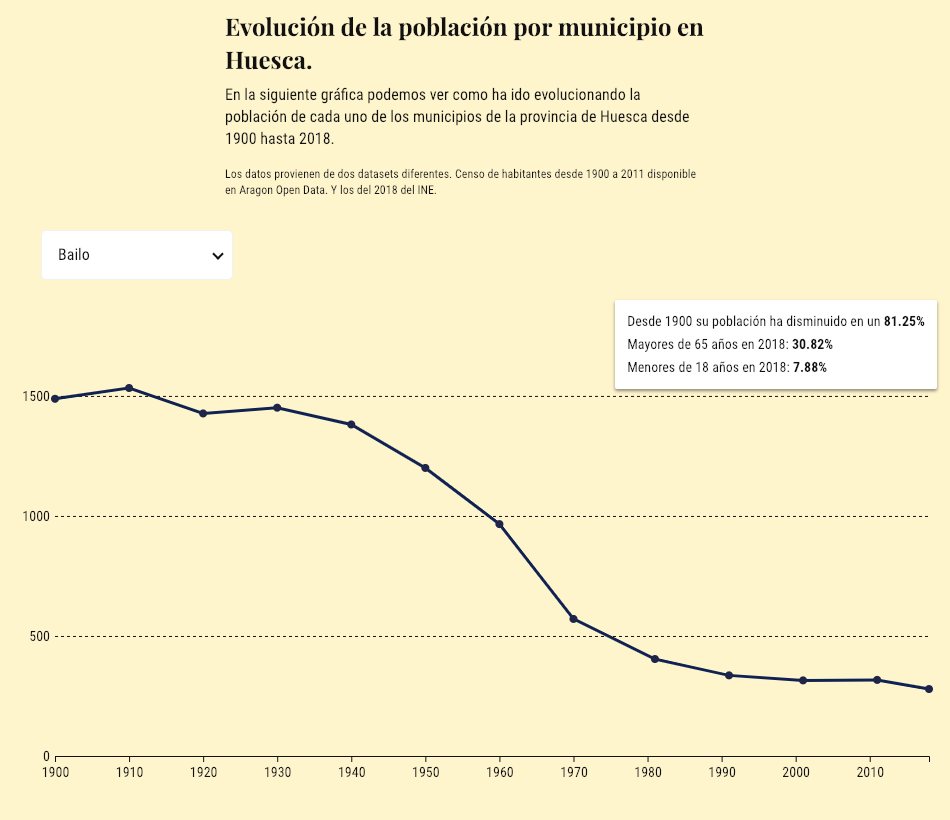 Evolución de la población por municipio en
Huesca.
En la siguiente gráfica podemos ver como ha ido evolucionando la
población de cada uno de los municipios de la provincia de Huesca desde
1900 hasta 2018.
Los datos provienen de dos datasets diferentes. Censo de habitantes desde 1900 a 2011 disponible
en Aragon Open Data. Y los del 2018 del INE.
Bailo
Desde 1900 su población ha disminuido en un 81.25%
Mayores de 65 años en 2018: 30.82%
Menores de 18 años en 2018: 7.88%
1500
1000
500
0
1900 1910 1920 1930 1940 1950 1960 1970 1980 1990 2000 2010